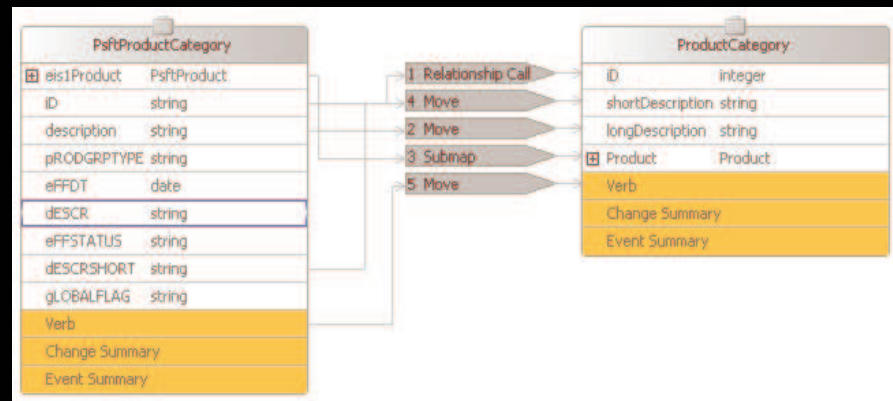 PsftProductCategory
eis1Product PsftProduct
iD string
description string
pRODGRPTYPE string
eFFDT date
dESCR string
eFFSTATUS string
dESCRSHORT string
gLOBALFLAG string
Verb
Change Summary
Event Summary
1 Relationship Call
4 Move
2 Move
3 Submap
5 Move
ProductCategory
iD integer
shortDescription string
longDescription string
Product Product
Verb
Change Summary
Event Summary